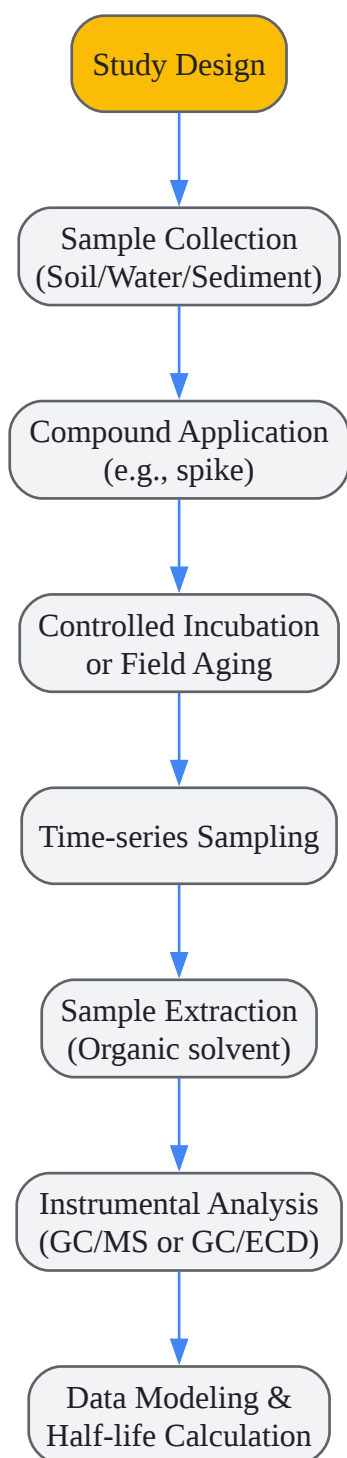 Study Design
Sample Collection
(Soil/Water/Sediment)
Compound Application
(e.g., spike)
Controlled Incubation
or Field Aging
Time-series Sampling
Sample Extraction
(Organic solvent)
Instrumental Analysis
(GC/MS or GC/ECD)
Data Modeling &
Half-life Calculation